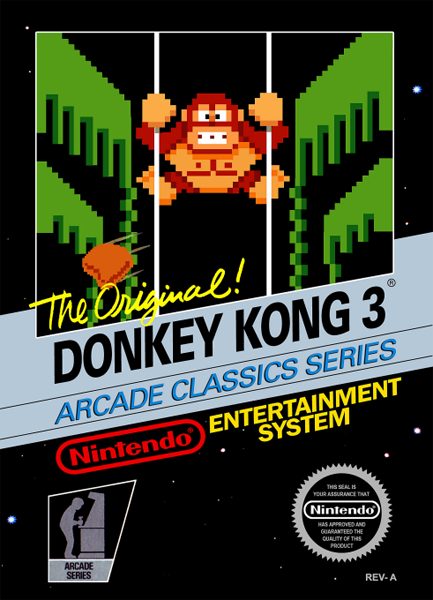 The Original!
DONKEY KONG 3®
ARCADE CLASSICS SERIES
Nintendo®
ENTERTAINMENT
SYSTEM
ARCADE
SERIES
THIS SEAL IS
YOUR ASSURANCE THAT
Nintendo®
HAS APPROVED AND
GUARANTEED THE
QUALITY OF THIS
PRODUCT
REV-A